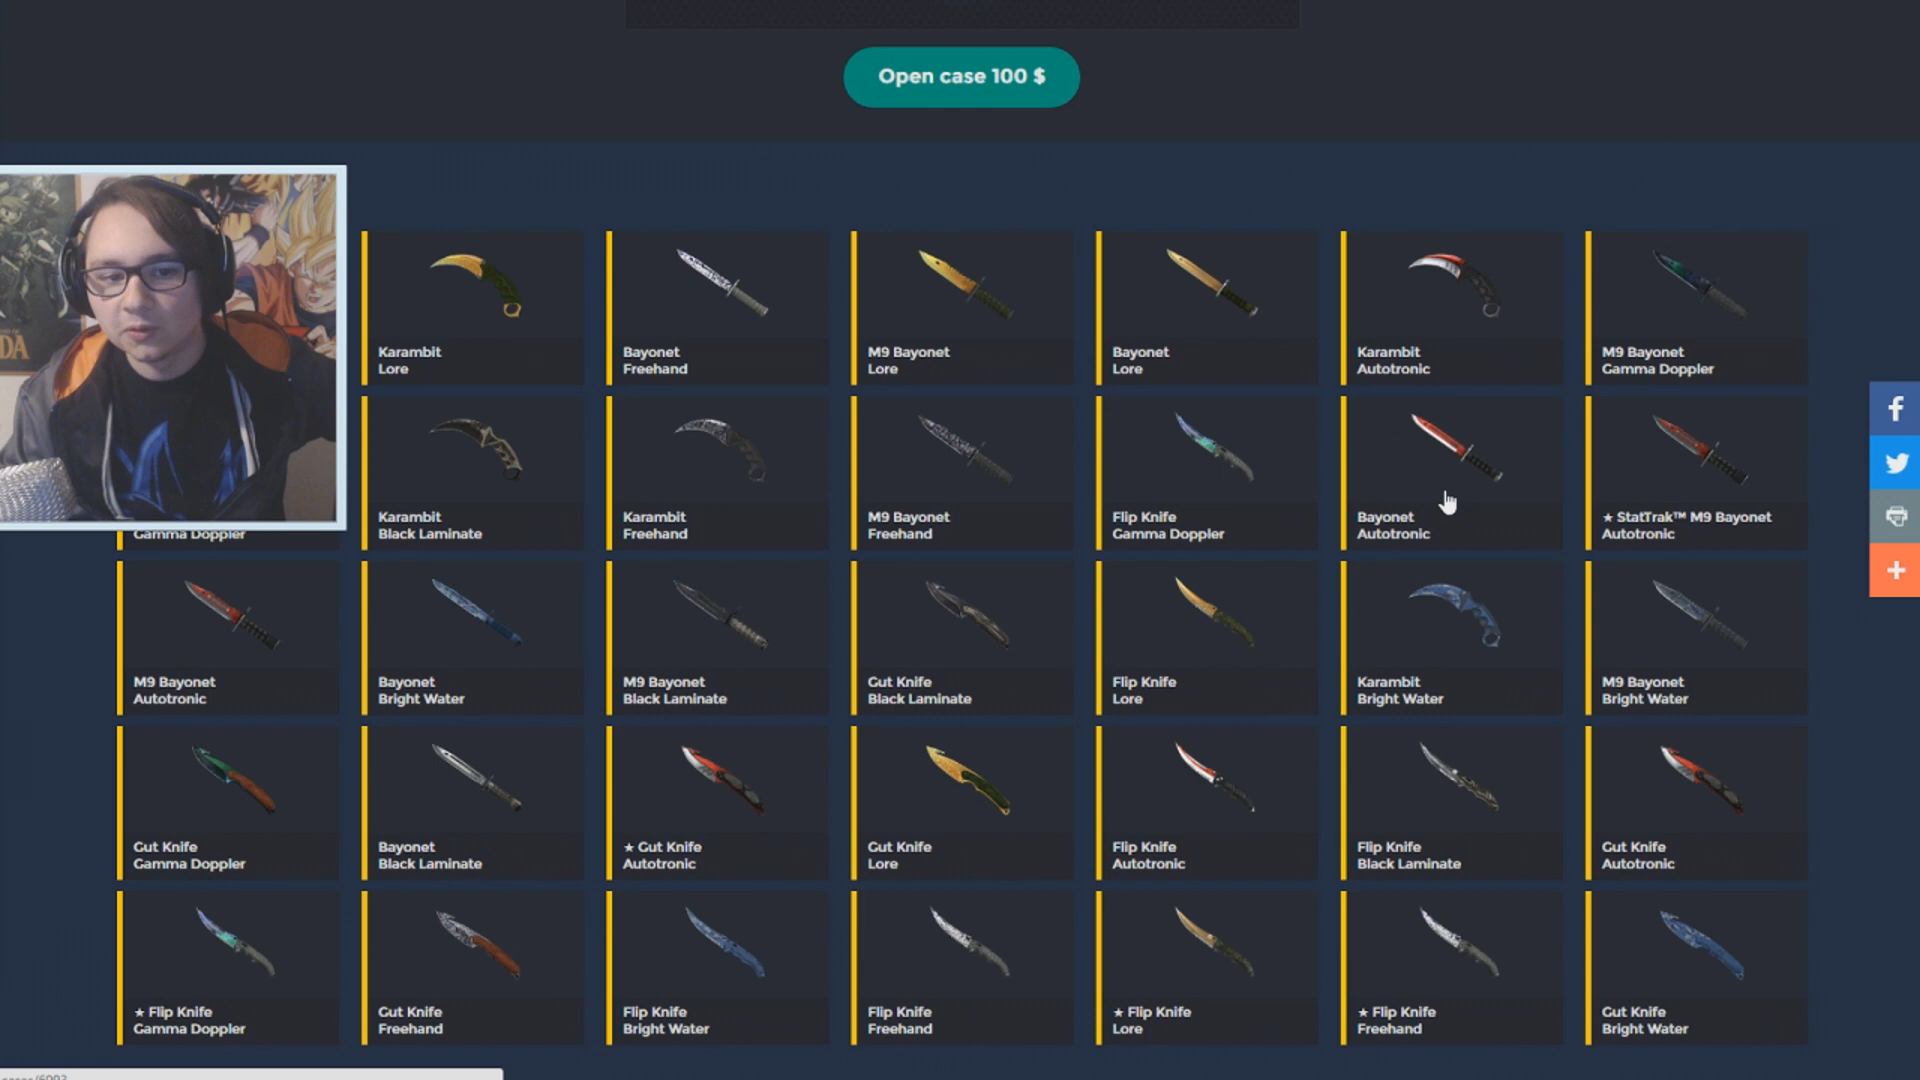 Open case 100 $
DA
Karambit
Lore
Bayonet
Freehand
M9 Bayonet
Lore
Bayonet
Lore
Karambit
Autotronic
M9 Bayonet
Gamma Doppler
Gamma Doppler
Karambit
Black Laminate
Karambit
Freehand
M9 Bayonet
Freehand
Flip Knife
Gamma Doppler
Bayonet
Autotronic
★ StatTrak™ M9 Bayonet
Autotronic
M9 Bayonet
Autotronic
Bayonet
Bright Water
M9 Bayonet
Black Laminate
Gut Knife
Black Laminate
Flip Knife
Lore
Karambit
Bright Water
M9 Bayonet
Bright Water
Gut Knife
Gamma Doppler
Bayonet
Black Laminate
★ Gut Knife
Autotronic
Gut Knife
Lore
Flip Knife
Autotronic
Flip Knife
Black Laminate
Gut Knife
Autotronic
★ Flip Knife
Gamma Doppler
Gut Knife
Freehand
Flip Knife
Bright Water
Flip Knife
Freehand
★ Flip Knife
Lore
★ Flip Knife
Freehand
Gut Knife
Bright Water